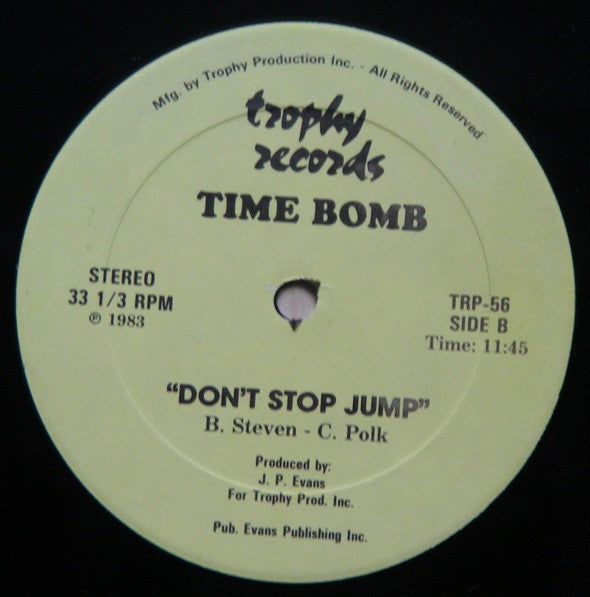 Mfg. by Trophy Production Inc. - All Rights Reserved
trophy
records
TIME BOMB
STEREO
33 1/3 RPM
℗ 1983
TRP-56
SIDE B
Time: 11:45
"DON'T STOP JUMP"
B. Steven - C. Polk
Produced by:
J. P. Evans
For Trophy Prod. Inc.
Pub. Evans Publishing Inc.